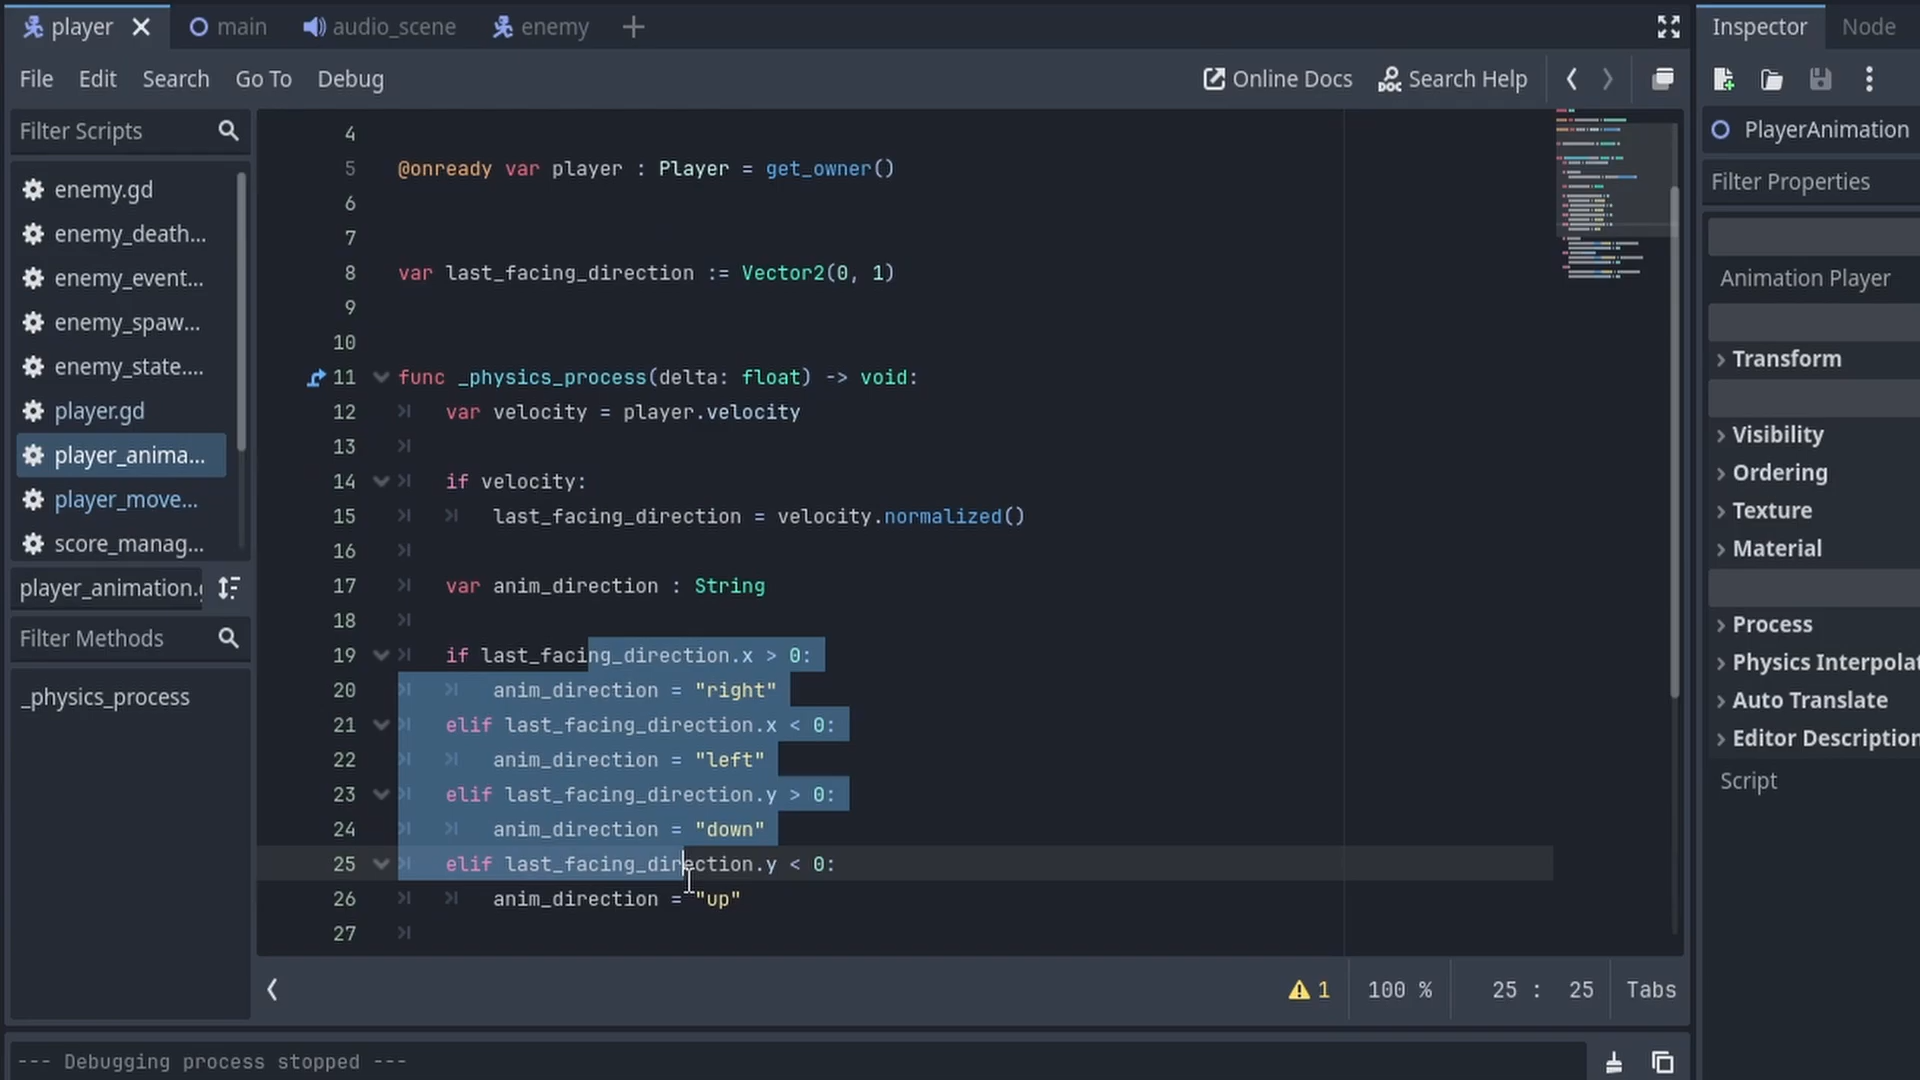 player
main
audio_scene
enemy
Inspector
Node
File
Edit
Search
Go To
Debug
Online Docs
Search Help
Filter Scripts
enemy.gd
enemy_death...
enemy_event...
enemy_spaw...
enemy_state....
player.gd
player_anima...
player_move...
score_manag...
player_animation.g
Filter Methods
_physics_process
4
5 @onready var player : Player = get_owner()
6
7
8 var last_facing_direction := Vector2(0, 1)
9
10
11 func _physics_process(delta: float) -> void:
12 var velocity = player.velocity
13
14 if velocity:
15 last_facing_direction = velocity.normalized()
16
17 var anim_direction : String
18
19 if last_facing_direction.x > 0:
20 anim_direction = "right"
21 elif last_facing_direction.x < 0:
22 anim_direction = "left"
23 elif last_facing_direction.y > 0:
24 anim_direction = "down"
25 elif last_facing_direction.y < 0:
26 anim_direction = "up"
27
1
100 %
25 : 25
Tabs
--- Debugging process stopped ---
PlayerAnimation
Filter Properties
Animation Player
Transform
Visibility
Ordering
Texture
Material
Process
Physics Interpolat
Auto Translate
Editor Description
Script